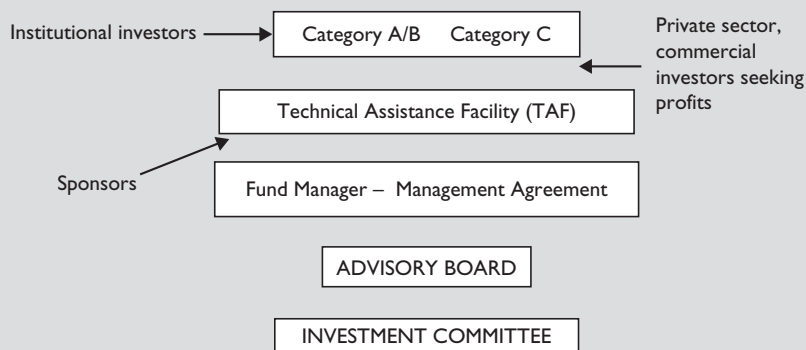 Institutional investors
Category A/B Category C
Private sector,
commercial
investors seeking
profits
Technical Assistance Facility (TAF)
Sponsors
Fund Manager – Management Agreement
ADVISORY BOARD
INVESTMENT COMMITTEE